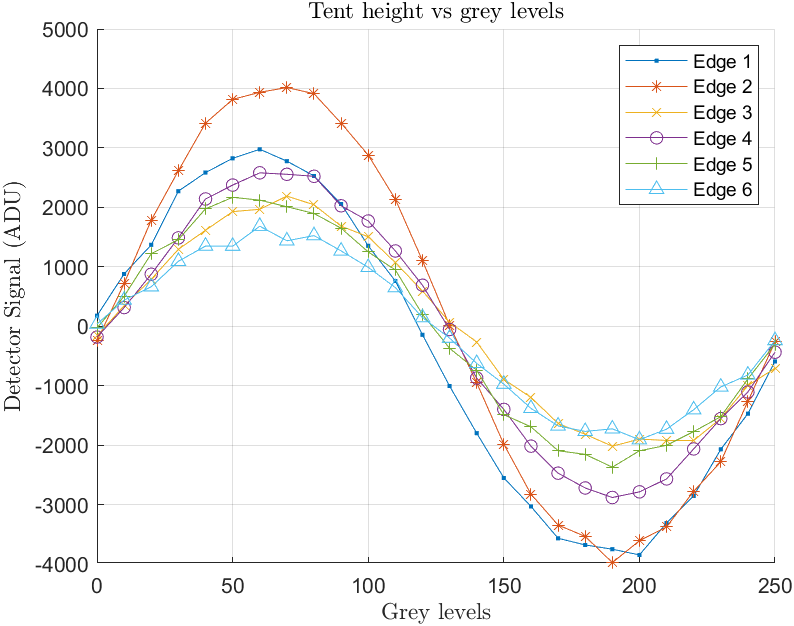 Tent height vs grey levels
5000
4000
3000
2000
1000
0
-1000
-2000
-3000
-4000
Detector Signal (ADU)
0
50
100
150
200
250
Grey levels
Edge 1
Edge 2
Edge 3
Edge 4
Edge 5
Edge 6